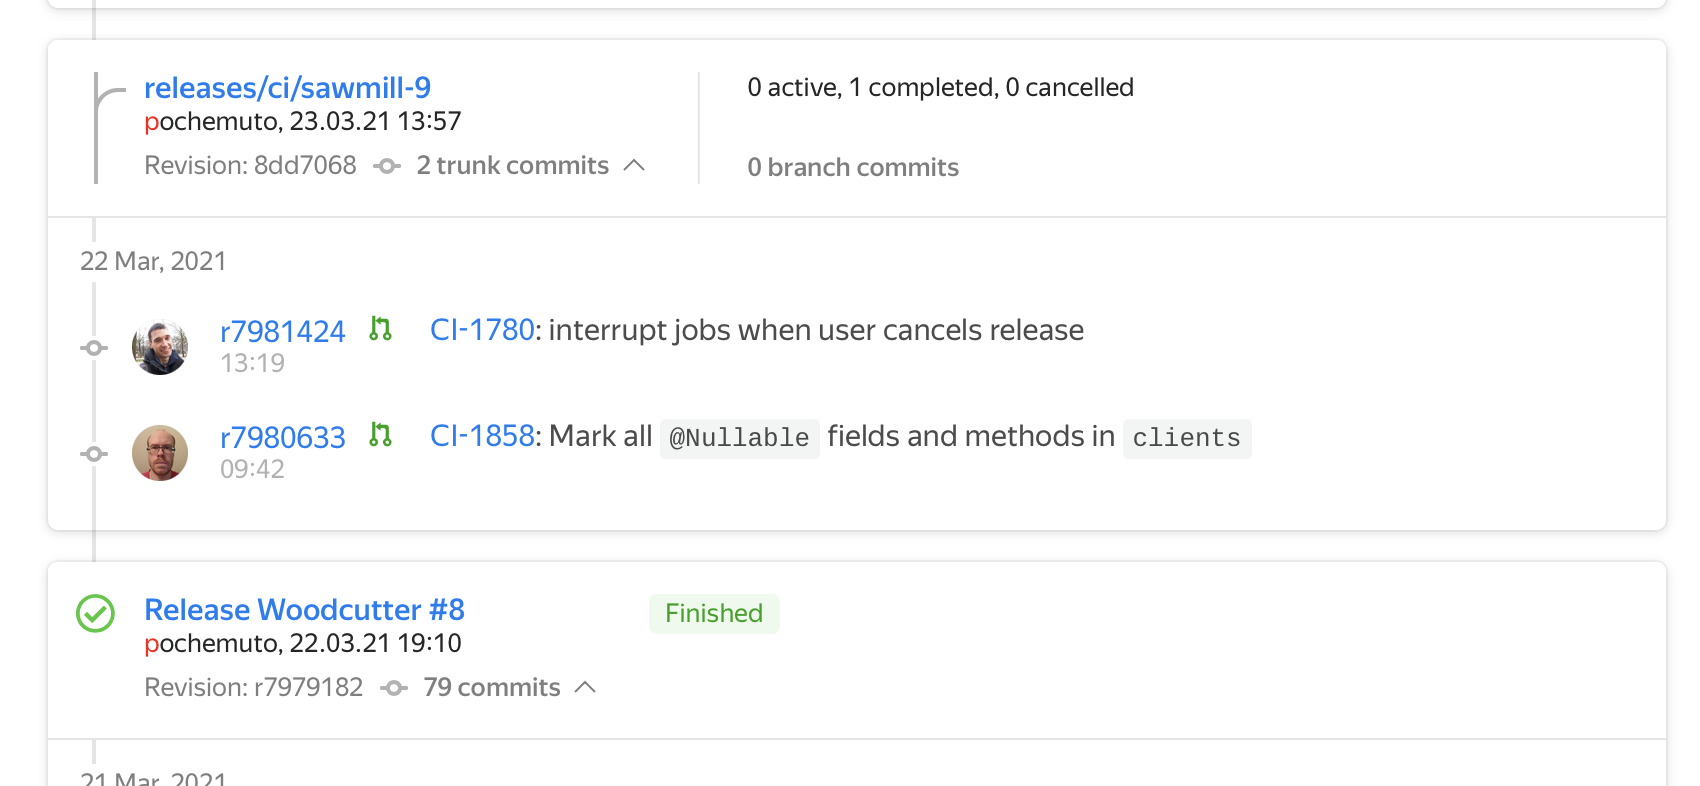 releases/ci/sawmill-9
pochemuto, 23.03.21 13:57
Revision: 8dd7068 2 trunk commits
0 active, 1 completed, 0 cancelled
0 branch commits
22 Mar, 2021
r7981424 CI-1780: interrupt jobs when user cancels release
13:19
r7980633 CI-1858: Mark all @Nullable fields and methods in clients
09:42
Release Woodcutter #8 Finished
pochemuto, 22.03.21 19:10
Revision: r7979182 79 commits
21 Mar, 2021